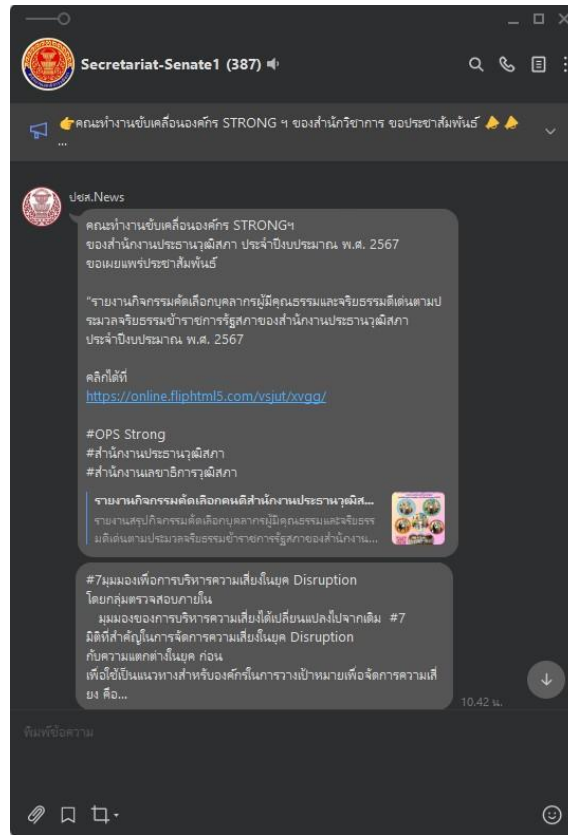 Secretariat-Senate1 (387)
👉คณะทำงานขับเคลื่อนองค์กร STRONG ฯ ของสำนักวิชาการ ขอประชาสัมพันธ์ 📣 📣
...
ปชส.News
คณะทำงานขับเคลื่อนองค์กร STRONGฯ
ของสำนักงานประธานวุฒิสภา ประจำปีงบประมาณ พ.ศ. 2567
ขอเผยแพร่ประชาสัมพันธ์
“รายงานกิจกรรมคัดเลือกบุคลากรผู้มีคุณธรรมและจริยธรรมดีเด่นตามป
ระมวลจริยธรรมข้าราชการรัฐสภาของสำนักงานประธานวุฒิสภา
ประจำปีงบประมาณ พ.ศ. 2567
คลิกได้ที่
https://online.fliphtml5.com/vsjut/xvgg/
#OPS Strong
#สำนักงานประธานวุฒิสภา
#สำนักงานเลขาธิการวุฒิสภา
รายงานกิจกรรมคัดเลือกคนดีสำนักงานประธานวุฒิส...
รายงานสรุปกิจกรรมคัดเลือกบุคลากรผู้มีคุณธรรมและจริยธรร
มดีเด่นตามประมวลจริยธรรมข้าราชการรัฐสภาของสำนักงาน...
#7มุมมองเพื่อการบริหารความเสี่ยงในยุค Disruption
โดยกลุ่มตรวจสอบภายใน
มุมมองของการบริหารความเสี่ยงได้เปลี่ยนแปลงไปจากเดิม #7
มิติที่สำคัญในการจัดการความเสี่ยงในยุค Disruption
กับความแตกต่างในยุค ก่อน
เพื่อใช้เป็นแนวทางสำหรับองค์กรในการวางเป้าหมายเพื่อจัดการความเสี่
ยง คือ...
10.42 น.
พิมพ์ข้อความ